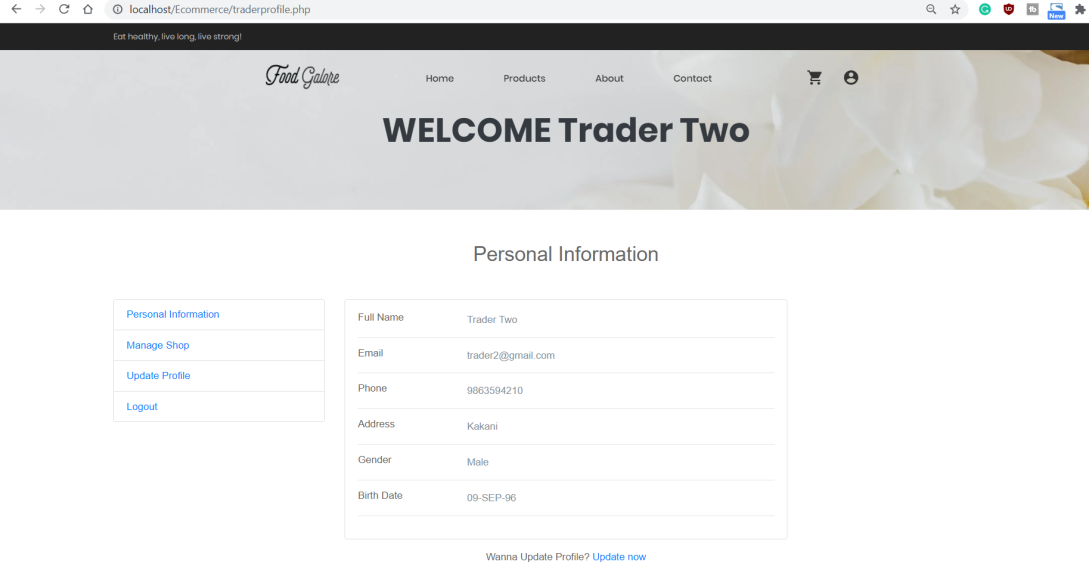 localhost/Ecommerce/traderprofile.php
New
Eat healthy, live long, live strong!
Food Galore
Home Products About Contact
WELCOME Trader Two
Personal Information
Personal Information
Manage Shop
Update Profile
Logout
Full Name Trader Two
Email trader2@gmail.com
Phone 9863594210
Address Kakani
Gender Male
Birth Date 09-SEP-96
Wanna Update Profile? Update now